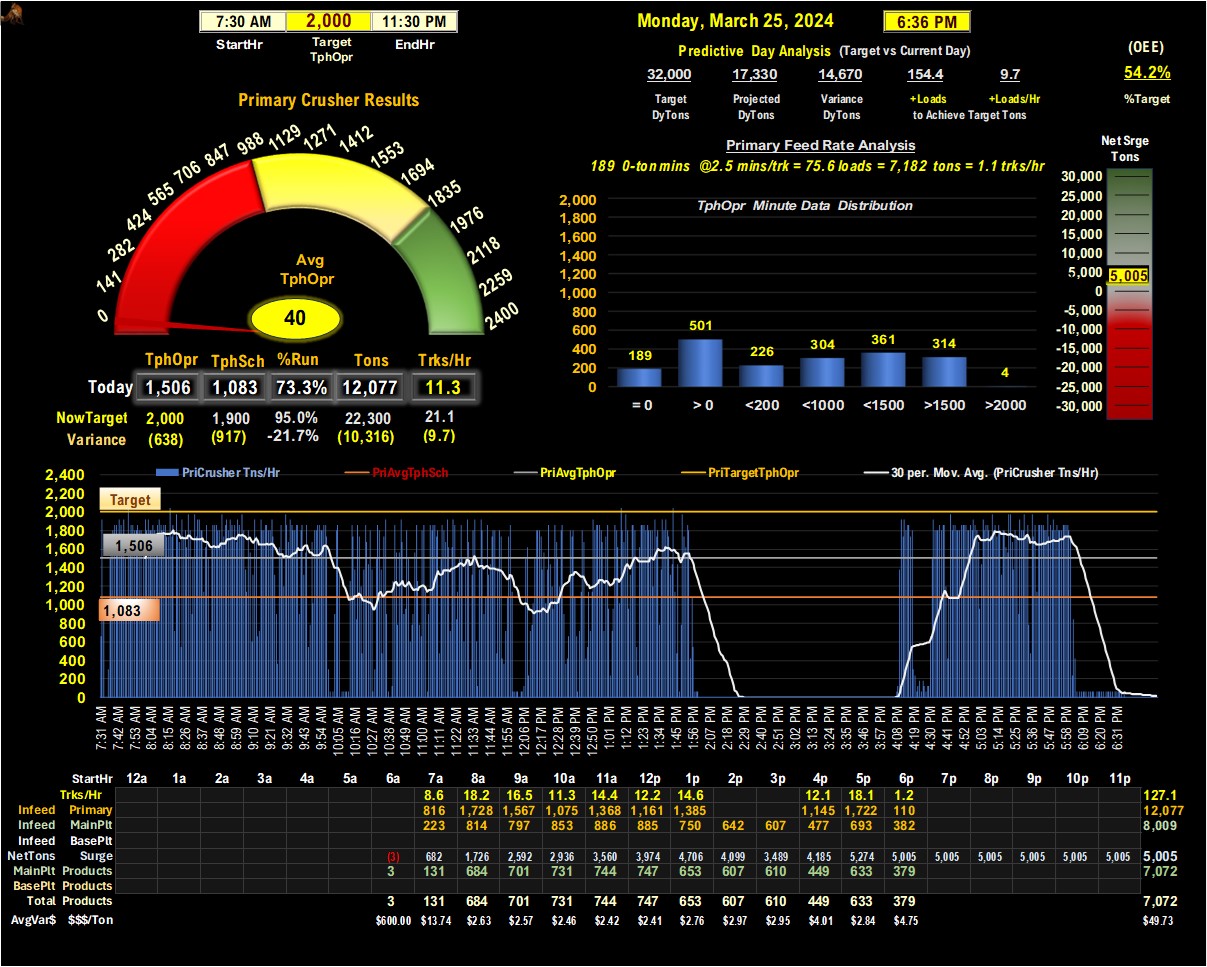 7:30 AM 2,000 11:30 PM
StartHr Target TphOpr EndHr
Monday, March 25, 2024 6:36 PM
Predictive Day Analysis (Target vs Current Day)
32,000 17,330 14,670 154.4 9.7
Target DyTons Projected DyTons Variance DyTons +Loads +Loads/Hr
to Achieve Target Tons
(OEE)
54.2%
%Target
Primary Crusher Results
0 141 282 424 565 706 847 988 1129 1271 1412 1553 1694 1835 1976 2118 2259 2400
Avg
TphOpr
40
TphOpr TphSch %Run Tons Trks/Hr
Today 1,506 1,083 73.3% 12,077 11.3
NowTarget 2,000 1,900 95.0% 22,300 21.1
Variance (638) (917) -21.7% (10,316) (9.7)
Primary Feed Rate Analysis
189 0-ton mins @2.5 mins/trk = 75.6 loads = 7,182 tons = 1.1 trks/hr
TphOpr Minute Data Distribution
2,000
1,800
1,600
1,400
1,200
1,000
800
600
400
200
0
189 501 226 304 361 314 4
= 0 > 0 <200 <1000 <1500 >1500 >2000
Net Srge
Tons
30,000
25,000
20,000
15,000
10,000
5,000
0
-5,000
-10,000
-15,000
-20,000
-25,000
-30,000
5,005
PriCrusher Tns/Hr PriAvgTphSch PriAvgTphOpr PriTargetTphOpr 30 per. Mov. Avg. (PriCrusher Tns/Hr)
2,400
2,200
2,000
1,800
1,600
1,400
1,200
1,000
800
600
400
200
0
Target
1,506
1,083
7:31 AM 7:42 AM 7:53 AM 8:04 AM 8:15 AM 8:26 AM 8:37 AM 8:48 AM 8:59 AM 9:10 AM 9:21 AM 9:32 AM 9:43 AM 9:54 AM 10:05 AM 10:16 AM 10:27 AM 10:38 AM 10:49 AM 11:00 AM 11:11 AM 11:22 AM 11:33 AM 11:44 AM 11:55 AM 12:06 PM 12:17 PM 12:28 PM 12:39 PM 12:50 PM 1:01 PM 1:12 PM 1:23 PM 1:34 PM 1:45 PM 1:56 PM 2:07 PM 2:18 PM 2:29 PM 2:40 PM 2:51 PM 3:02 PM 3:13 PM 3:24 PM 3:35 PM 3:46 PM 3:57 PM 4:08 PM 4:19 PM 4:30 PM 4:41 PM 4:52 PM 5:03 PM 5:14 PM 5:25 PM 5:36 PM 5:47 PM 5:58 PM 6:09 PM 6:20 PM 6:31 PM
StartHr 12a 1a 2a 3a 4a 5a 6a 7a 8a 9a 10a 11a 12p 1p 2p 3p 4p 5p 6p 7p 8p 9p 10p 11p
Trks/Hr 8.6 18.2 16.5 11.3 14.4 12.2 14.6 12.1 18.1 1.2 127.1
Infeed Primary 816 1,728 1,567 1,075 1,368 1,161 1,385 1,145 1,722 110 12,077
Infeed MainPlt 223 814 797 853 886 885 750 642 607 477 693 382 8,009
Infeed BasePlt
NetTons Surge (3) 682 1,726 2,592 2,936 3,560 3,974 4,706 4,099 3,489 4,185 5,274 5,005 5,005 5,005 5,005 5,005 5,005 5,005
MainPlt Products 3 131 684 701 731 744 747 653 607 610 449 633 379 7,072
BasePlt Products
Total Products 3 131 684 701 731 744 747 653 607 610 449 633 379 7,072
AvgVar$ $$$/Ton $600.00 $13.74 $2.63 $2.57 $2.46 $2.42 $2.41 $2.76 $2.97 $2.95 $4.01 $2.84 $4.75 $49.73